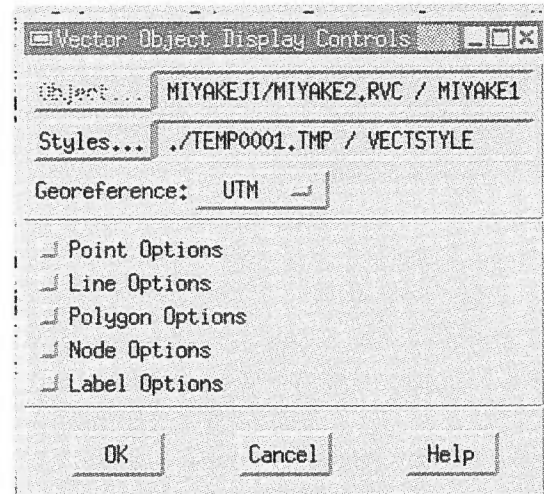 Vector Object Display Controls
Object... MIYAKEJI/MIYAKE2.RVC / MIYAKE1
Styles... ./TEMP0001.TMP / VECTSTYLE
Georeference: UTM
Point Options
Line Options
Polygon Options
Node Options
Label Options
OK Cancel Help